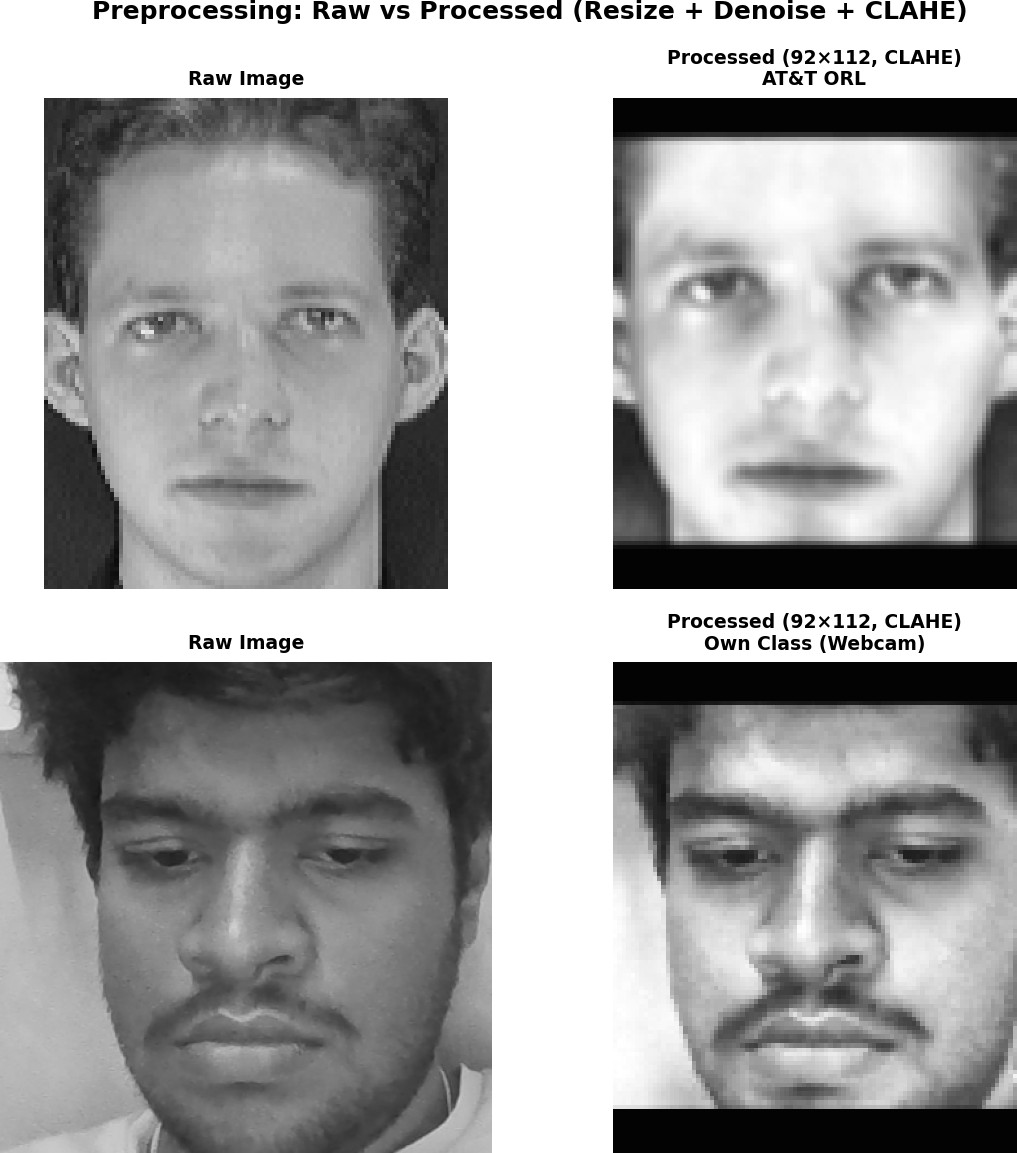 Preprocessing: Raw vs Processed (Resize + Denoise + CLAHE)
Raw Image
Processed (92×112, CLAHE)
AT&T ORL
Raw Image
Processed (92×112, CLAHE)
Own Class (Webcam)